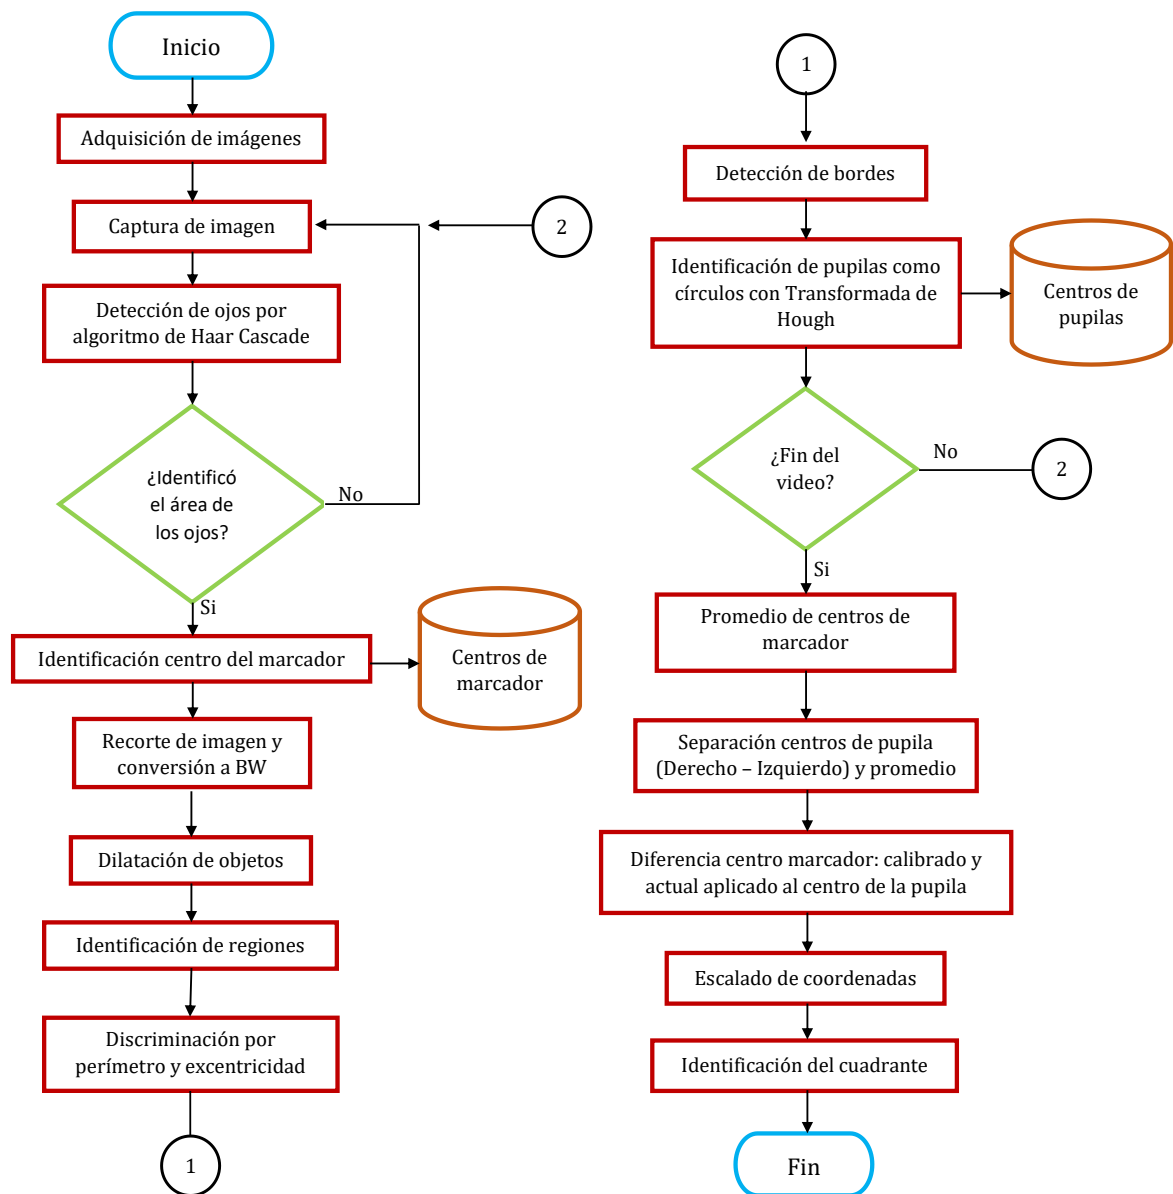 Inicio
Adquisición de imágenes
Captura de imagen
2
Detección de ojos por
algoritmo de Haar Cascade
¿Identificó
el área de
los ojos?
No
Si
Identificación centro del marcador
Centros de
marcador
Recorte de imagen y
conversión a BW
Dilatación de objetos
Identificación de regiones
Discriminación por
perímetro y excentricidad
1
1
Detección de bordes
Identificación de pupilas como
círculos con Transformada de
Hough
Centros de
pupilas
¿Fin del
video?
No
2
Si
Promedio de centros de
marcador
Separación centros de pupila
(Derecho – Izquierdo) y promedio
Diferencia centro marcador: calibrado y
actual aplicado al centro de la pupila
Escalado de coordenadas
Identificación del cuadrante
Fin